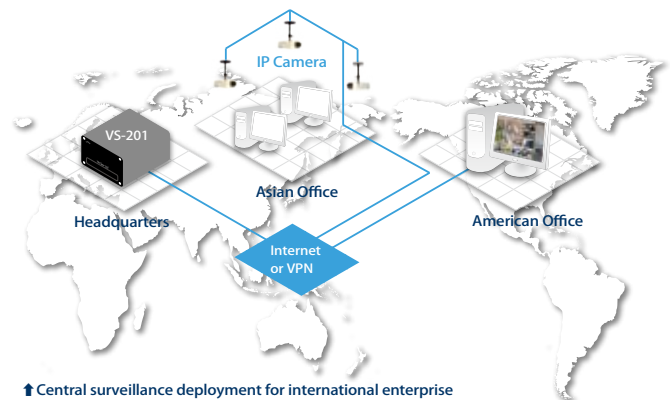 IP Camera
VS-201
Asian Office
Headquarters
American Office
Internet
or VPN
⬆ Central surveillance deployment for international enterprise